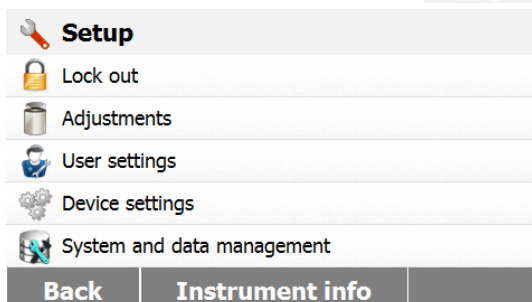 Setup
Lock out
Adjustments
User settings
Device settings
System and data management
Back Instrument info